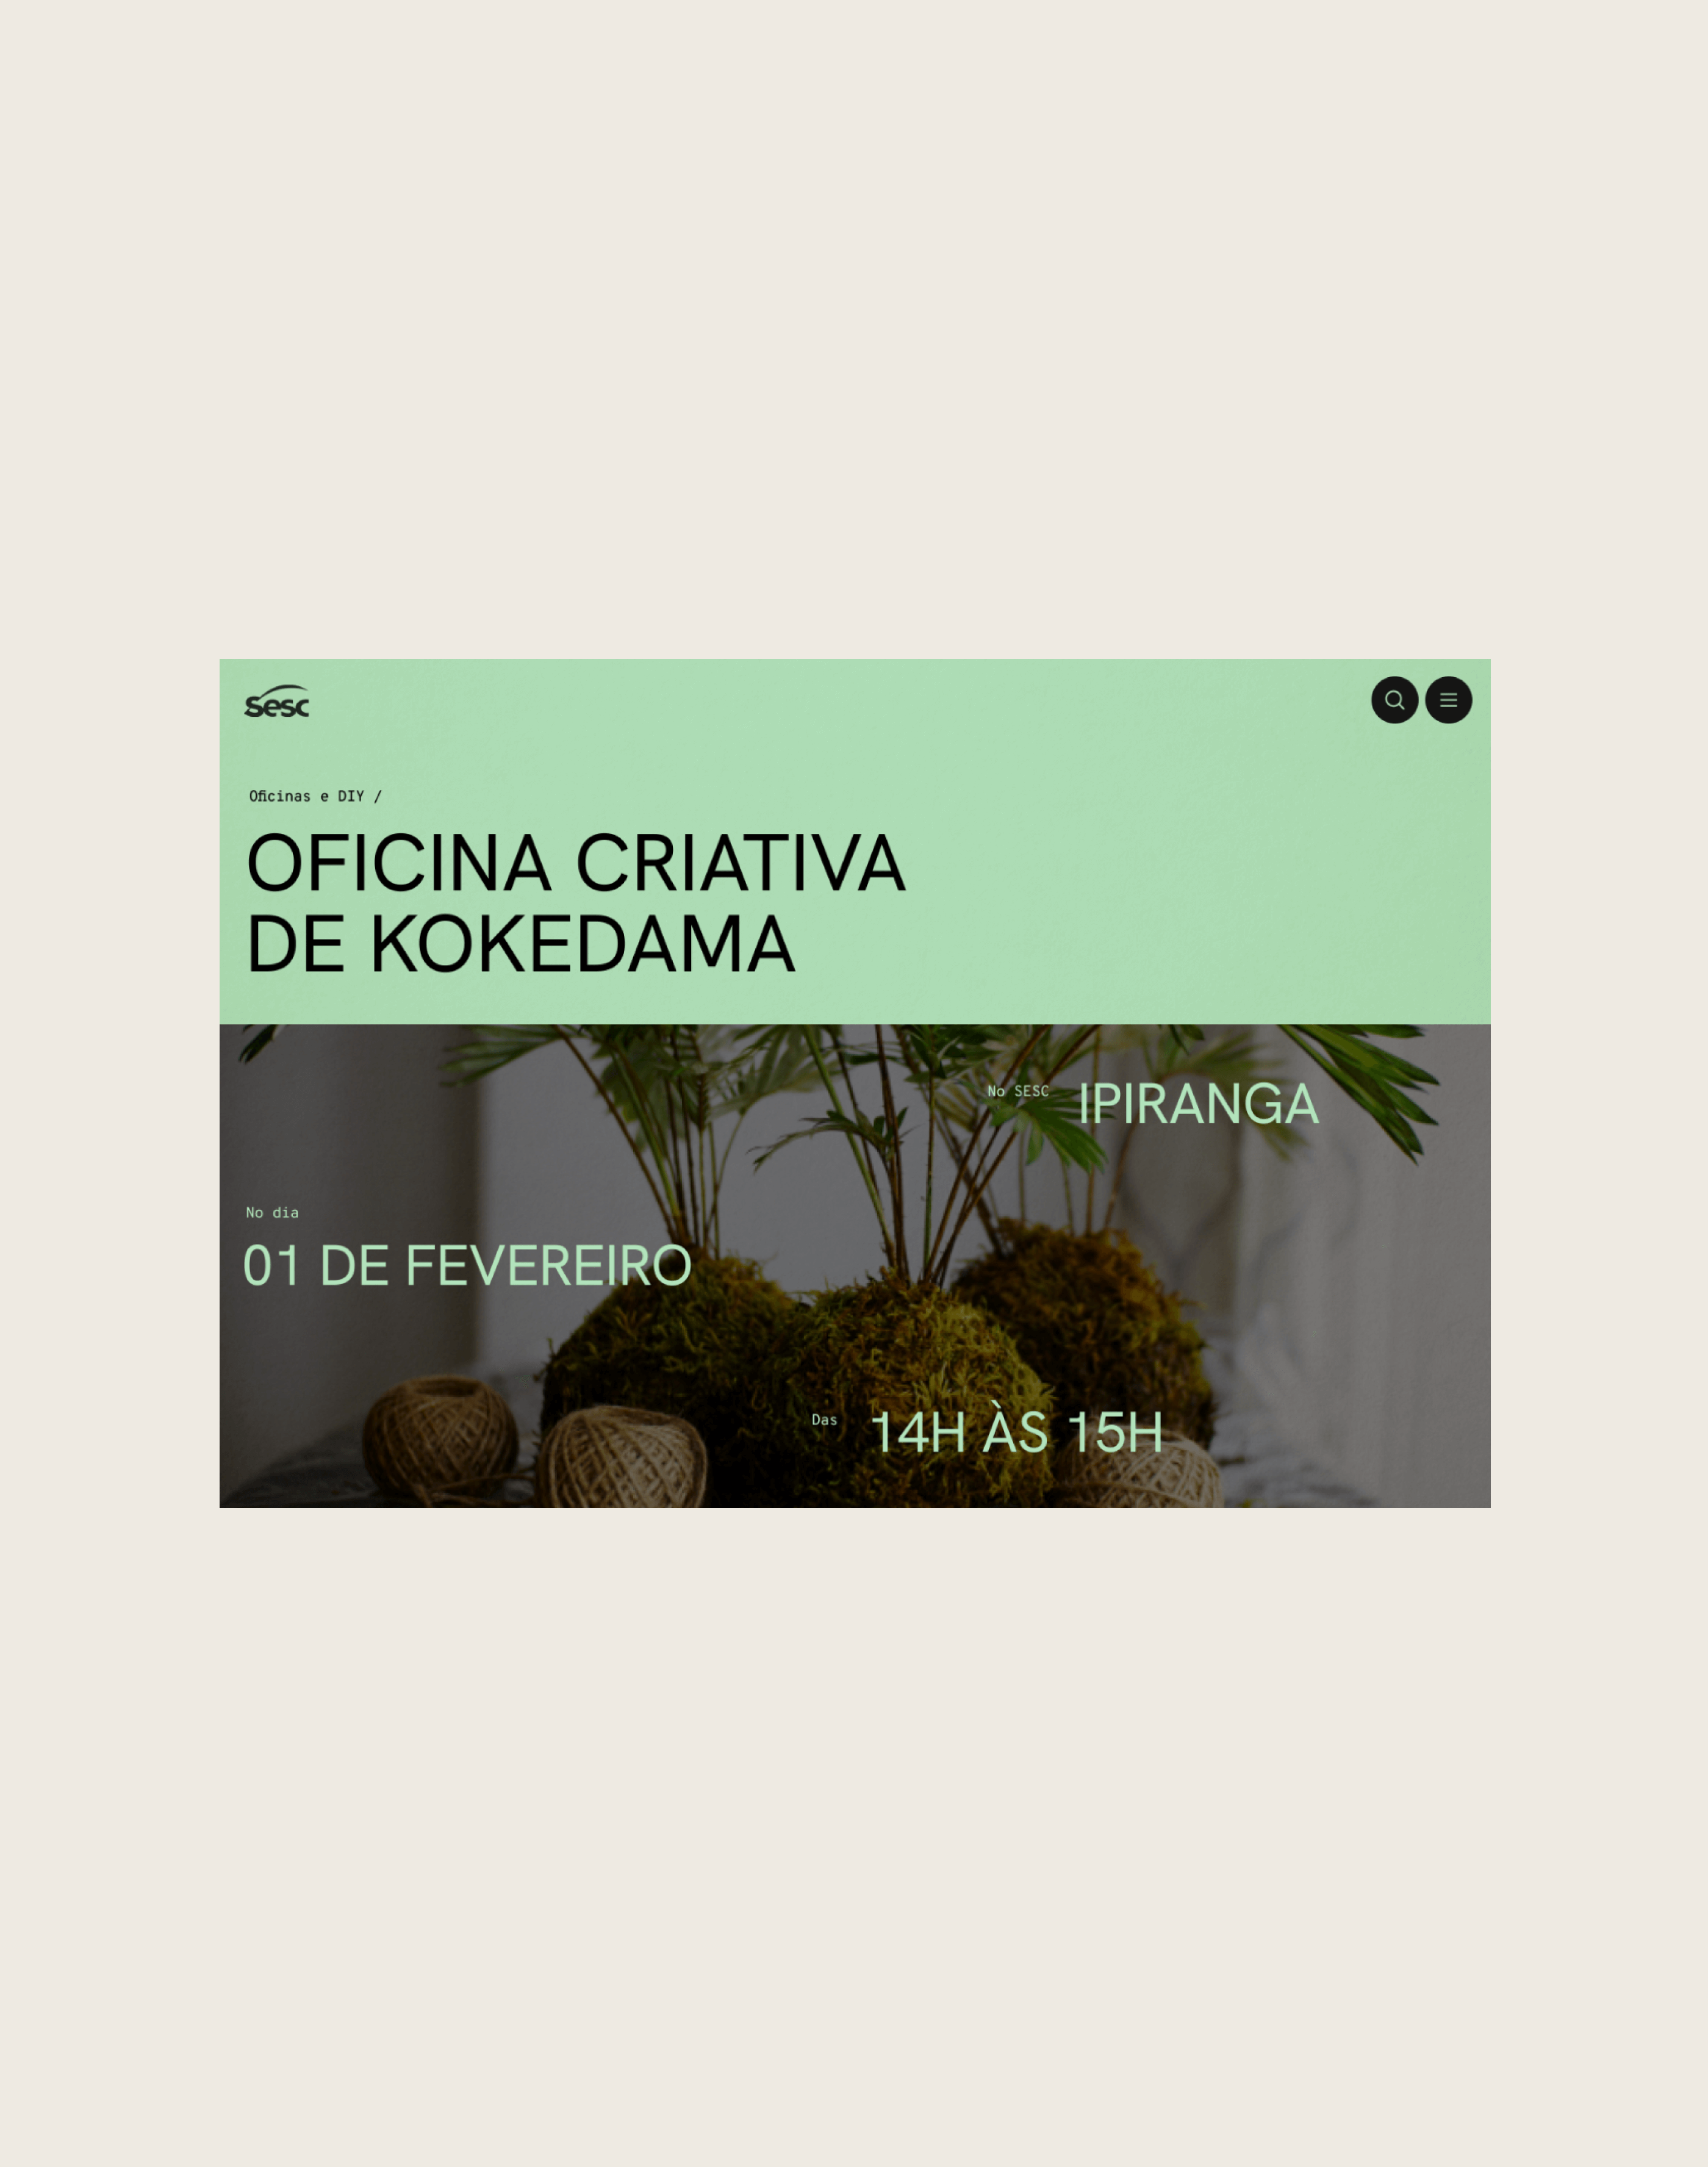 sesc
Oficinas e DIY /
OFICINA CRIATIVA
DE KOKEDAMA
No SESC IPIRANGA
No dia
01 DE FEVEREIRO
Das 14H ÀS 15H